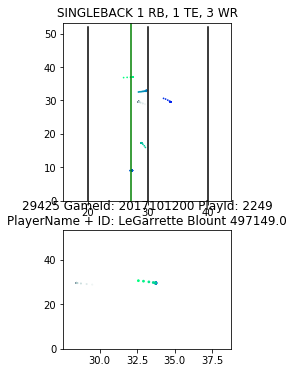 SINGLEBACK 1 RB, 1 TE, 3 WR
50
40
30
20
10
0
20 30 40
29425 GameId: 2017101200 PlayId: 2249
PlayerName + ID: LeGarrette Blount 497149.0
40
20
0
30.0 32.5 35.0 37.5